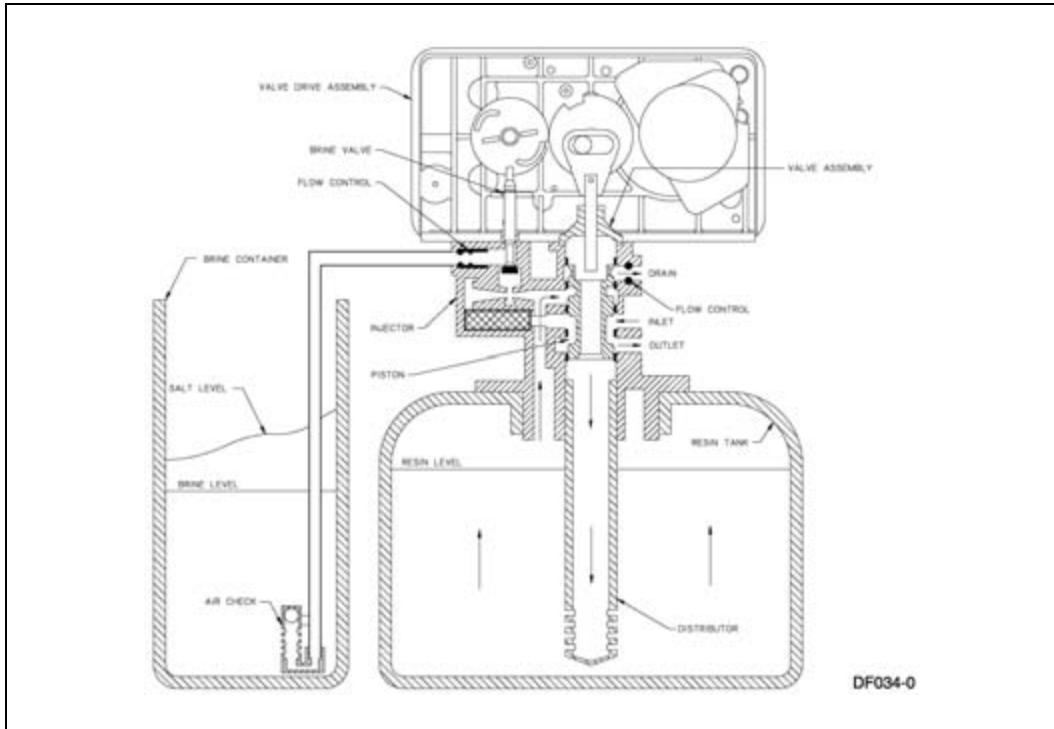 VALVE DRIVE ASSEMBLY
BRINE VALVE
VALVE ASSEMBLY
FLOW CONTROL
BRINE CONTAINER
DRAIN
FLOW CONTROL
INJECTOR
INLET
OUTLET
PISTON
SALT LEVEL
RESIN TANK
RESIN LEVEL
BRINE LEVEL
AIR CHECK
DISTRIBUTOR
DF034-0